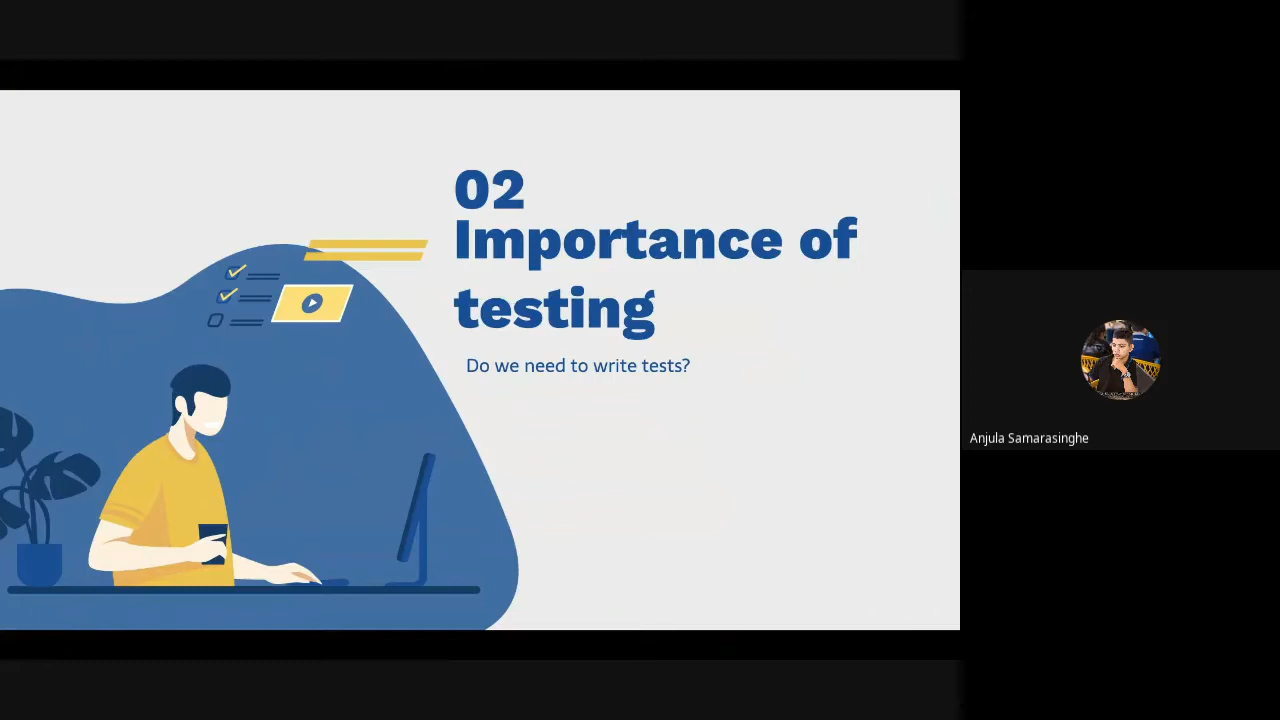 02
Importance of
testing
Do we need to write tests?
Anjula Samarasinghe